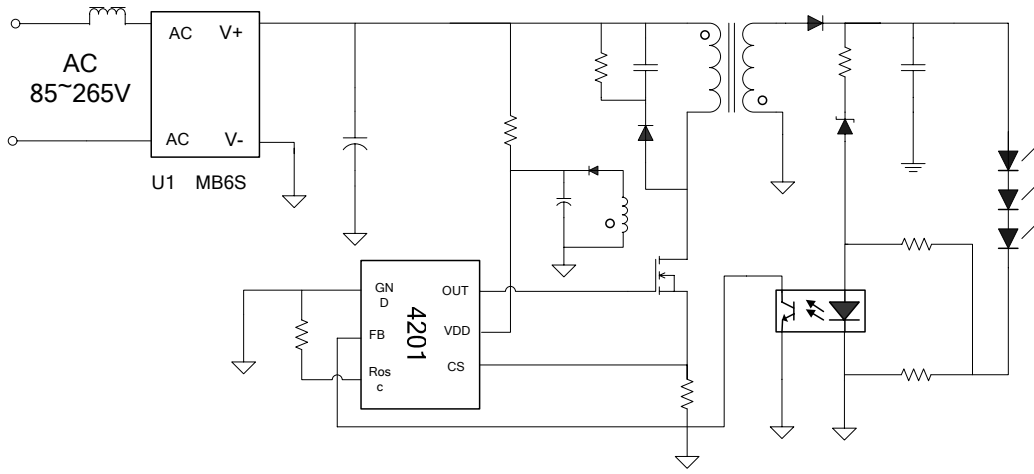 AC V+
AC
85~265V
AC V-
U1 MB6S
GN
D
OUT
4201
FB
VDD
Ros
c
CS